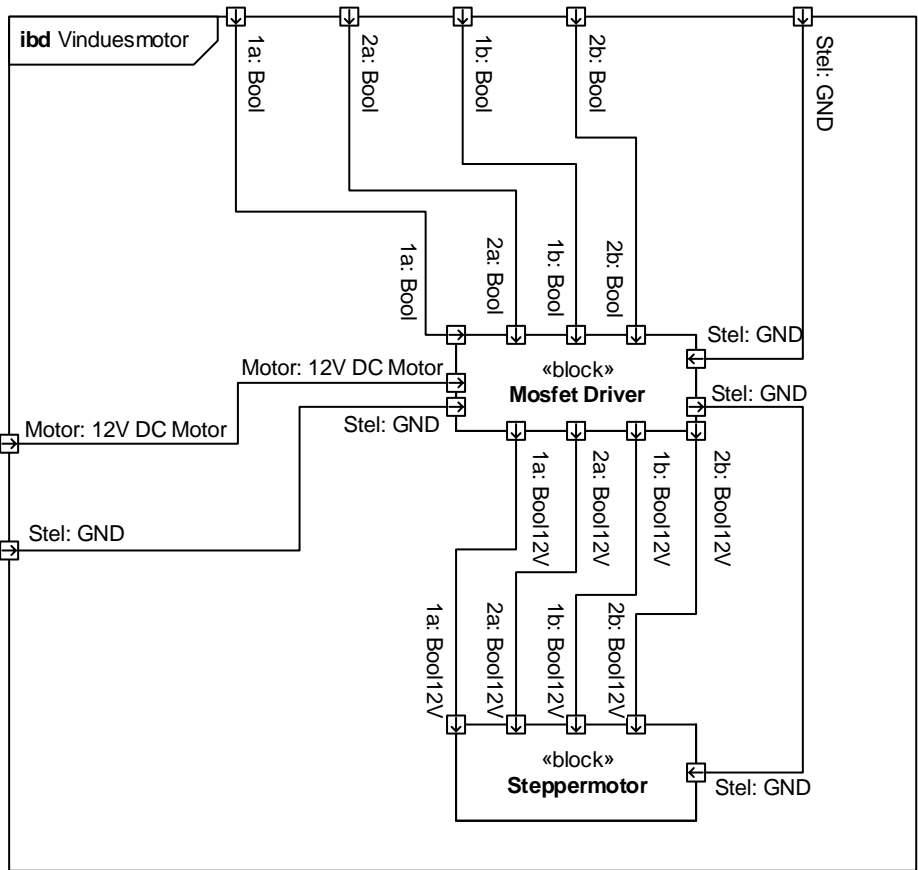 ibd Vinduesmotor
1a: Bool
2a: Bool
1b: Bool
2b: Bool
Stel: GND
1a: Bool
2a: Bool
1b: Bool
2b: Bool
Stel: GND
Motor: 12V DC Motor
«block»
Mosfet Driver
Stel: GND
Stel: GND
Motor: 12V DC Motor
Stel: GND
1a: Bool12V
2a: Bool12V
1b: Bool12V
2b: Bool12V
1a: Bool12V
2a: Bool12V
1b: Bool12V
2b: Bool12V
«block»
Steppermotor
Stel: GND